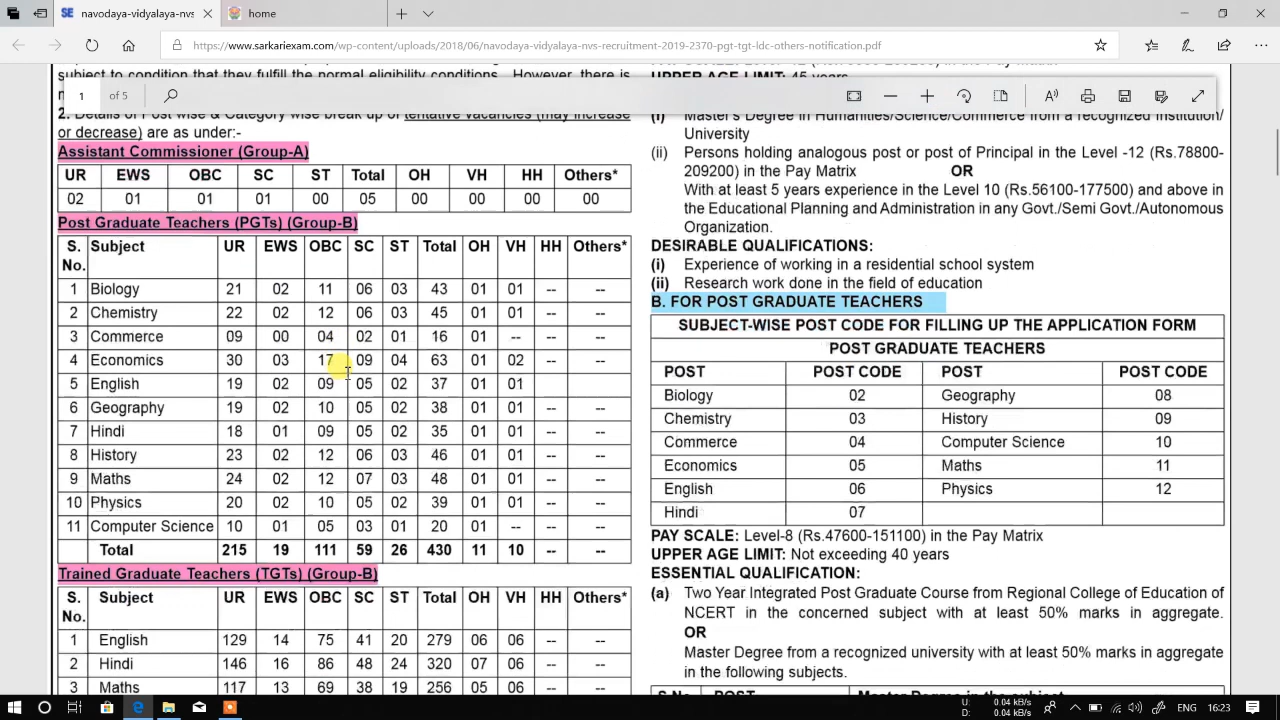 navodaya-vidyalaya-nvs
home
https://www.sarkariexam.com/wp-content/uploads/2018/06/navodaya-vidyalaya-nvs-recruitment-2019-2370-pgt-tgt-ldc-others-notification.pdf
1 of 5
subject to condition that they fulfill the normal eligibility conditions. However, there is
2. Details of Post wise & Category wise break up of tentative vacancies (may increase
or decrease) are as under:-
Assistant Commissioner (Group-A)
UR EWS OBC SC ST Total OH VH HH Others*
02 01 01 01 00 05 00 00 00 00
Post Graduate Teachers (PGTs) (Group-B)
S. No. Subject UR EWS OBC SC ST Total OH VH HH Others*
1 Biology 21 02 11 06 03 43 01 01 -- --
2 Chemistry 22 02 12 06 03 45 01 01 -- --
3 Commerce 09 00 04 02 01 16 01 -- -- --
4 Economics 30 03 17 09 04 63 01 02 -- --
5 English 19 02 09 05 02 37 01 01 --
6 Geography 19 02 10 05 02 38 01 01 -- --
7 Hindi 18 01 09 05 02 35 01 01 -- --
8 History 23 02 12 06 03 46 01 01 -- --
9 Maths 24 02 12 07 03 48 01 01 -- --
10 Physics 20 02 10 05 02 39 01 01 -- --
11 Computer Science 10 01 05 03 01 20 01 -- -- --
Total 215 19 111 59 26 430 11 10 -- --
Trained Graduate Teachers (TGTs) (Group-B)
S. No. Subject UR EWS OBC SC ST Total OH VH HH Others*
1 English 129 14 75 41 20 279 06 06 -- --
2 Hindi 146 16 86 48 24 320 07 06 -- --
3 Maths 117 13 69 38 19 256 05 06 -- --
UPPER AGE LIMIT: 45 years
(i) Master's Degree in Humanities/Science/Commerce from a recognized Institution/
University
(ii) Persons holding analogous post or post of Principal in the Level -12 (Rs.78800-
209200) in the Pay Matrix OR
With at least 5 years experience in the Level 10 (Rs.56100-177500) and above in
the Educational Planning and Administration in any Govt./Semi Govt./Autonomous
Organization.
DESIRABLE QUALIFICATIONS:
(i) Experience of working in a residential school system
(ii) Research work done in the field of education
B. FOR POST GRADUATE TEACHERS
SUBJECT-WISE POST CODE FOR FILLING UP THE APPLICATION FORM
POST GRADUATE TEACHERS
POST POST CODE POST POST CODE
Biology 02 Geography 08
Chemistry 03 History 09
Commerce 04 Computer Science 10
Economics 05 Maths 11
English 06 Physics 12
Hindi 07
PAY SCALE: Level-8 (Rs.47600-151100) in the Pay Matrix
UPPER AGE LIMIT: Not exceeding 40 years
ESSENTIAL QUALIFICATION:
(a) Two Year Integrated Post Graduate Course from Regional College of Education of
NCERT in the concerned subject with at least 50% marks in aggregate.
OR
Master Degree from a recognized university with at least 50% marks in aggregate
in the following subjects.
S.No POST Master Degree in the subject
U: 0.04 kB/s
D: 0.04 kB/s
ENG
16:23